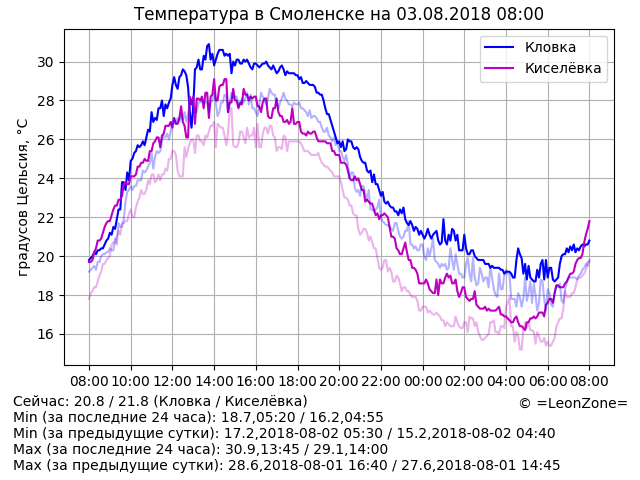 Температура в Смоленске на 03.08.2018 08:00
Кловка
Киселёвка
градусов Цельсия, °C
30
28
26
24
22
20
18
16
08:00 10:00 12:00 14:00 16:00 18:00 20:00 22:00 00:00 02:00 04:00 06:00 08:00
Сейчас: 20.8 / 21.8 (Кловка / Киселёвка)
© =LeonZone=
Min (за последние 24 часа): 18.7,05:20 / 16.2,04:55
Min (за предыдущие сутки): 17.2,2018-08-02 05:30 / 15.2,2018-08-02 04:40
Max (за последние 24 часа): 30.9,13:45 / 29.1,14:00
Max (за предыдущие сутки): 28.6,2018-08-01 16:40 / 27.6,2018-08-01 14:45